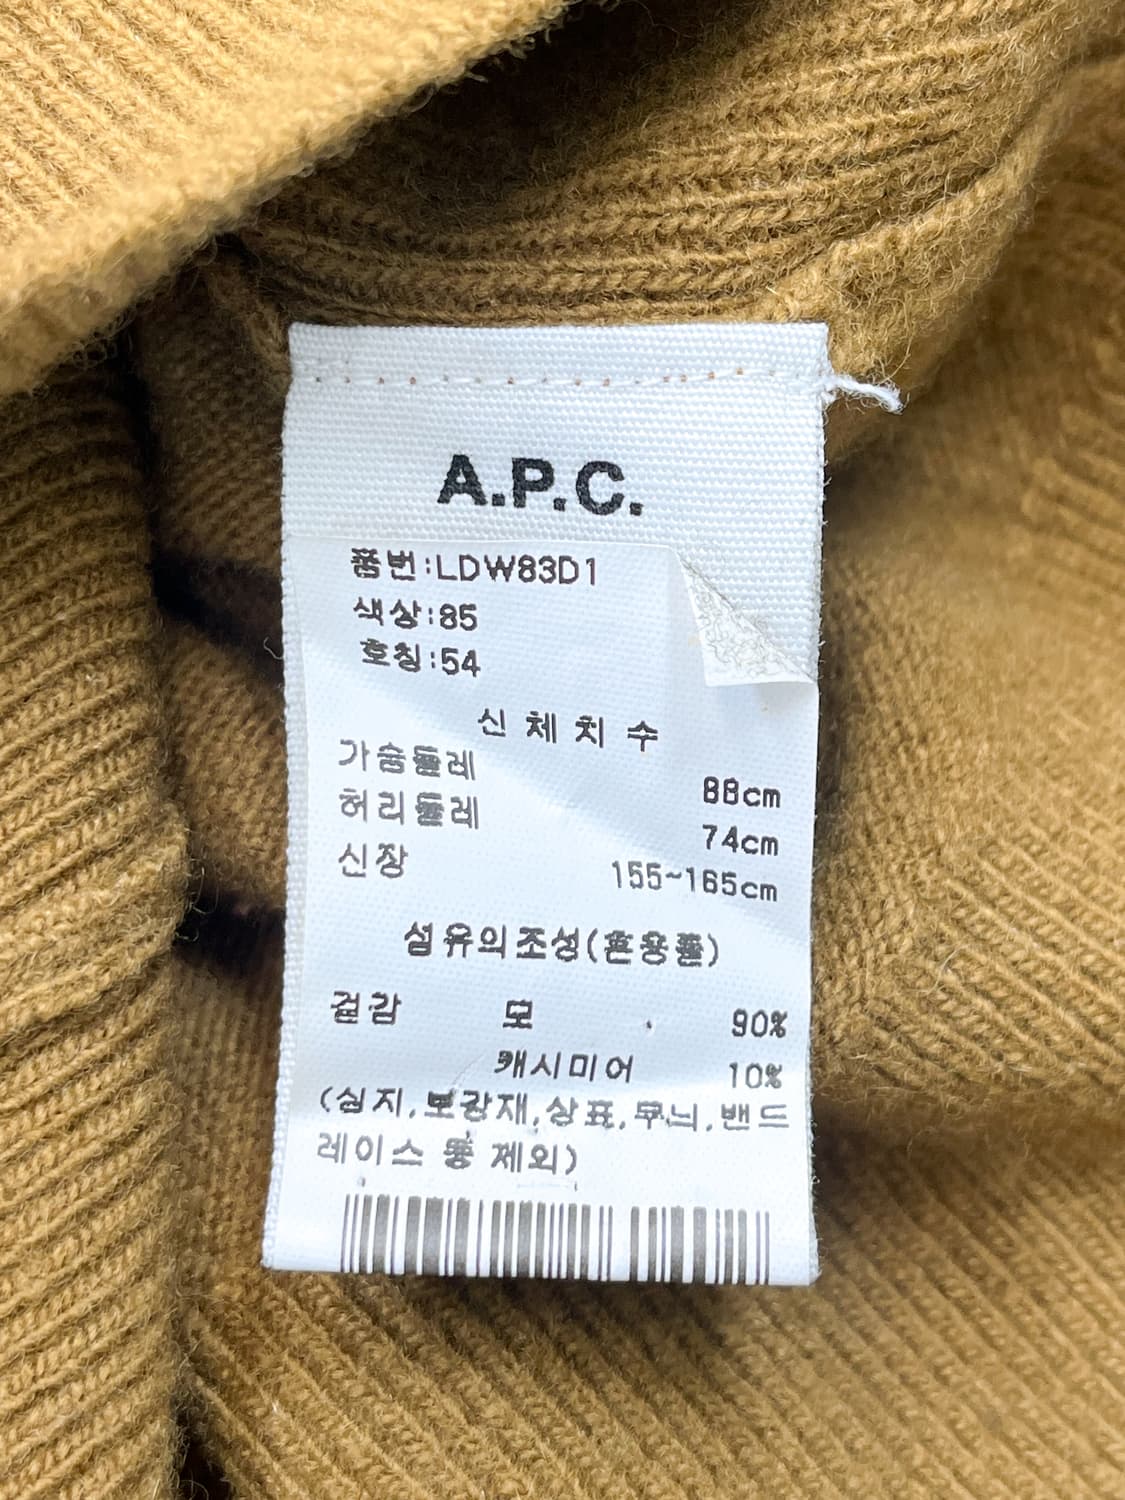 A.P.C.
품번:LDW83D1
색상:85
호칭:54
신 체 치 수
가슴둘레 88cm
허리둘레 74cm
신장 155~165cm
섬유의조성(혼용률)
겉감 모 90%
캐시미어 10%
(심지,보강재,상표,무늬,밴드
레이스 등 제외)